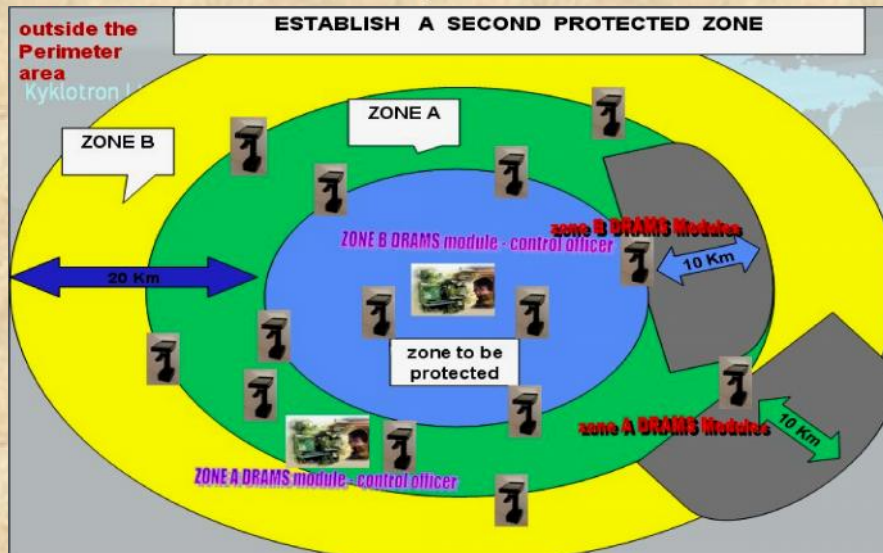 outside the
Perimeter
area
ESTABLISH A SECOND PROTECTED ZONE
Kyklotron
ZONE B
ZONE A
zone B DRAMS Modules
ZONE B DRAMS module - control officer
10 Km
20 Km
zone to be
protected
zone A DRAMS Modules
10 Km
ZONE A DRAMS module - control officer